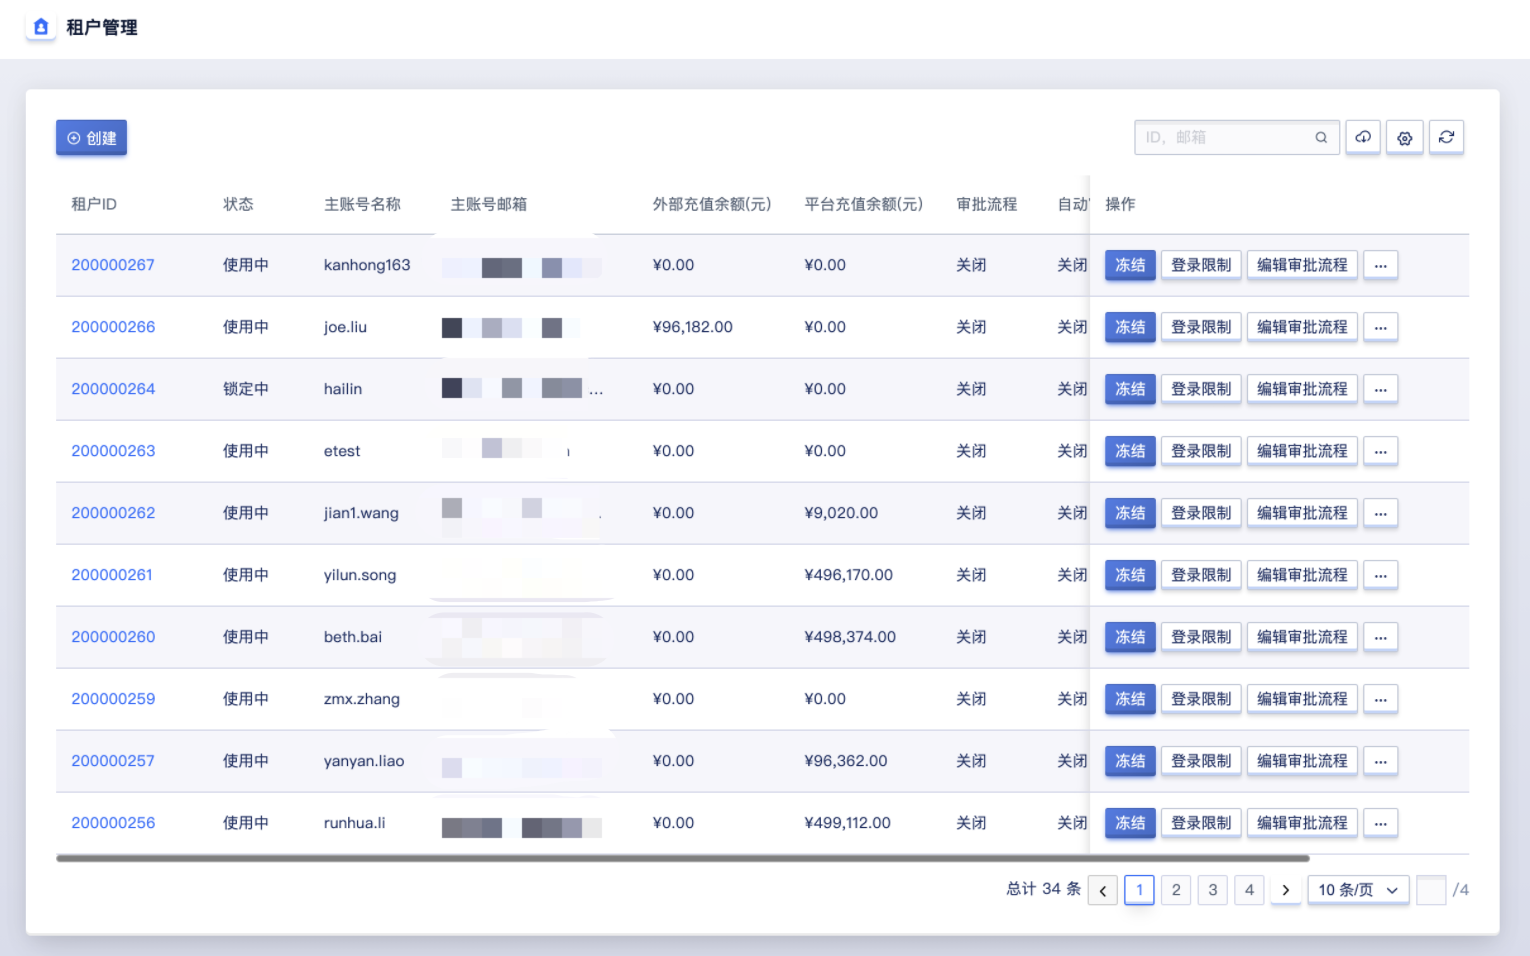 租户管理
创建
ID，邮箱
租户ID 状态 主账号名称 主账号邮箱 外部充值余额(元) 平台充值余额(元) 审批流程 自动 操作
200000267 使用中 kanhong163 ¥0.00 ¥0.00 关闭 关闭 冻结 登录限制 编辑审批流程 ...
200000266 使用中 joe.liu ¥96,182.00 ¥0.00 关闭 关闭 冻结 登录限制 编辑审批流程 ...
200000264 锁定中 hailin ... ¥0.00 ¥0.00 关闭 关闭 冻结 登录限制 编辑审批流程 ...
200000263 使用中 etest ¥0.00 ¥0.00 关闭 关闭 冻结 登录限制 编辑审批流程 ...
200000262 使用中 jian1.wang ¥0.00 ¥9,020.00 关闭 关闭 冻结 登录限制 编辑审批流程 ...
200000261 使用中 yilun.song ¥0.00 ¥496,170.00 关闭 关闭 冻结 登录限制 编辑审批流程 ...
200000260 使用中 beth.bai ¥0.00 ¥498,374.00 关闭 关闭 冻结 登录限制 编辑审批流程 ...
200000259 使用中 zmx.zhang ¥0.00 ¥0.00 关闭 关闭 冻结 登录限制 编辑审批流程 ...
200000257 使用中 yanyan.liao ¥0.00 ¥96,362.00 关闭 关闭 冻结 登录限制 编辑审批流程 ...
200000256 使用中 runhua.li ¥0.00 ¥499,112.00 关闭 关闭 冻结 登录限制 编辑审批流程 ...
总计 34 条 1 2 3 4 10 条/页 /4